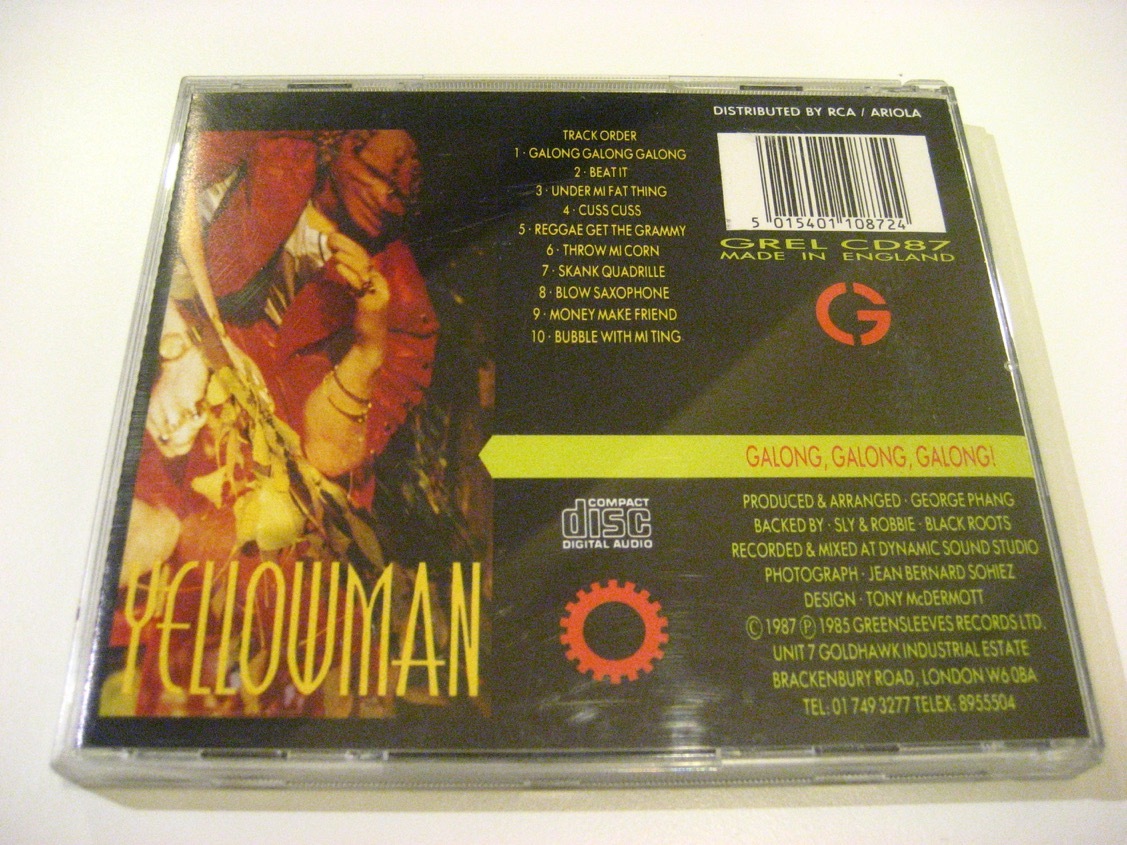 TRACK ORDER
1 · GALONG GALONG GALONG
2 · BEAT IT
3 · UNDER MI FAT THING
4 · CUSS CUSS
5 · REGGAE GET THE GRAMMY
6 · THROW MI CORN
7 · SKANK QUADRILLE
8 · BLOW SAXOPHONE
9 · MONEY MAKE FRIEND
10 · BUBBLE WITH MI TING
DISTRIBUTED BY RCA / ARIOLA
5 015401 108724
GREL CD87
MADE IN ENGLAND
G
GALONG, GALONG, GALONG!
YELLOWMAN
COMPACT
disc
DIGITAL AUDIO
PRODUCED & ARRANGED · GEORGE PHANG
BACKED BY · SLY & ROBBIE · BLACK ROOTS
RECORDED & MIXED AT DYNAMIC SOUND STUDIO
PHOTOGRAPH · JEAN BERNARD SOHIEZ
DESIGN · TONY McDERMOTT
© 1987 ℗ 1985 GREENSLEEVES RECORDS LTD.
UNIT 7 GOLDHAWK INDUSTRIAL ESTATE
BRACKENBURY ROAD, LONDON W6 0BA
TEL: 01 749 3277 TELEX: 8955504